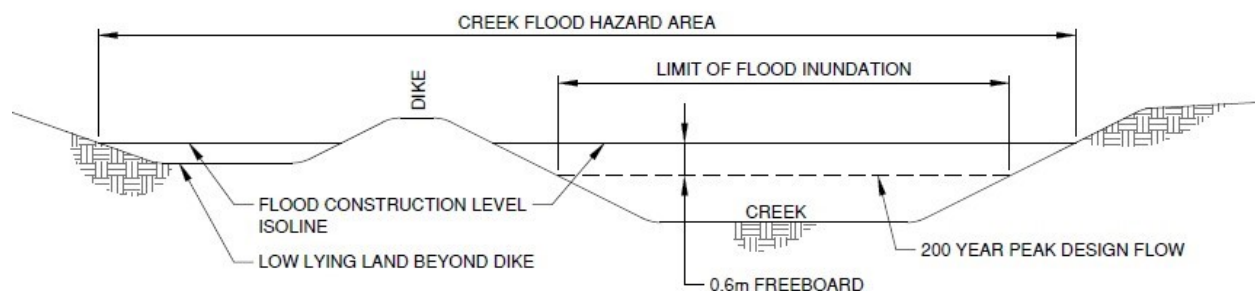 CREEK FLOOD HAZARD AREA
LIMIT OF FLOOD INUNDATION
DIKE
FLOOD CONSTRUCTION LEVEL
ISOLINE
CREEK
LOW LYING LAND BEYOND DIKE
200 YEAR PEAK DESIGN FLOW
0.6m FREEBOARD